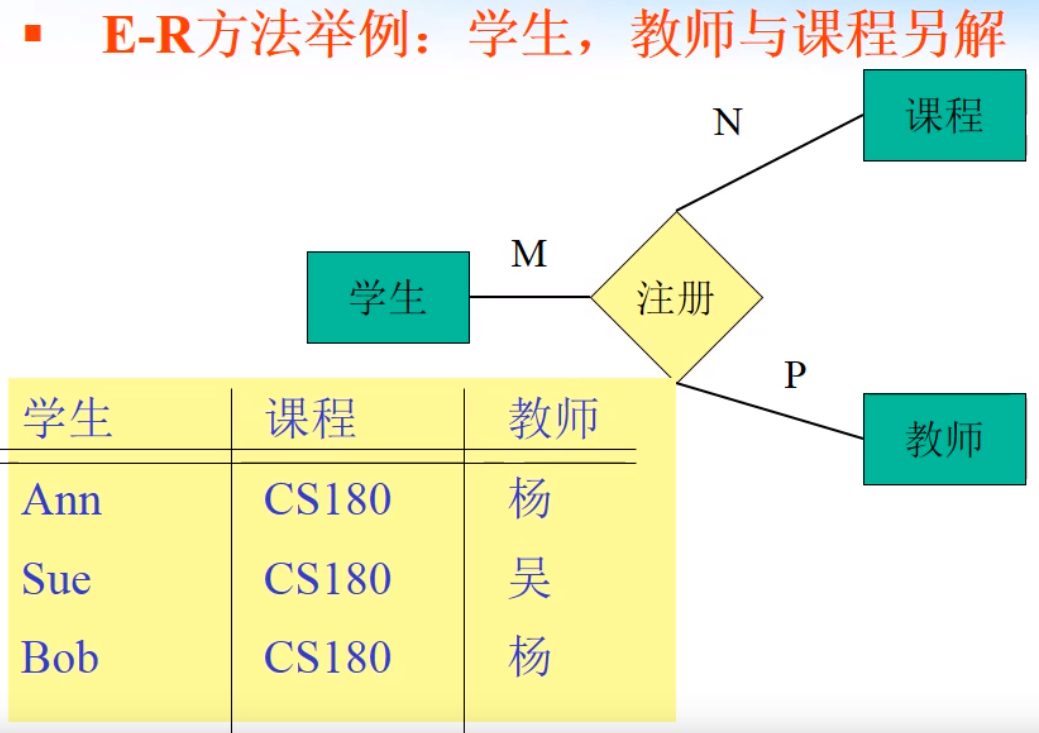 ▪ E-R方法举例：学生，教师与课程另解
N
课程
M
学生
注册
P
教师
学生 课程 教师
Ann CS180 杨
Sue CS180 吴
Bob CS180 杨